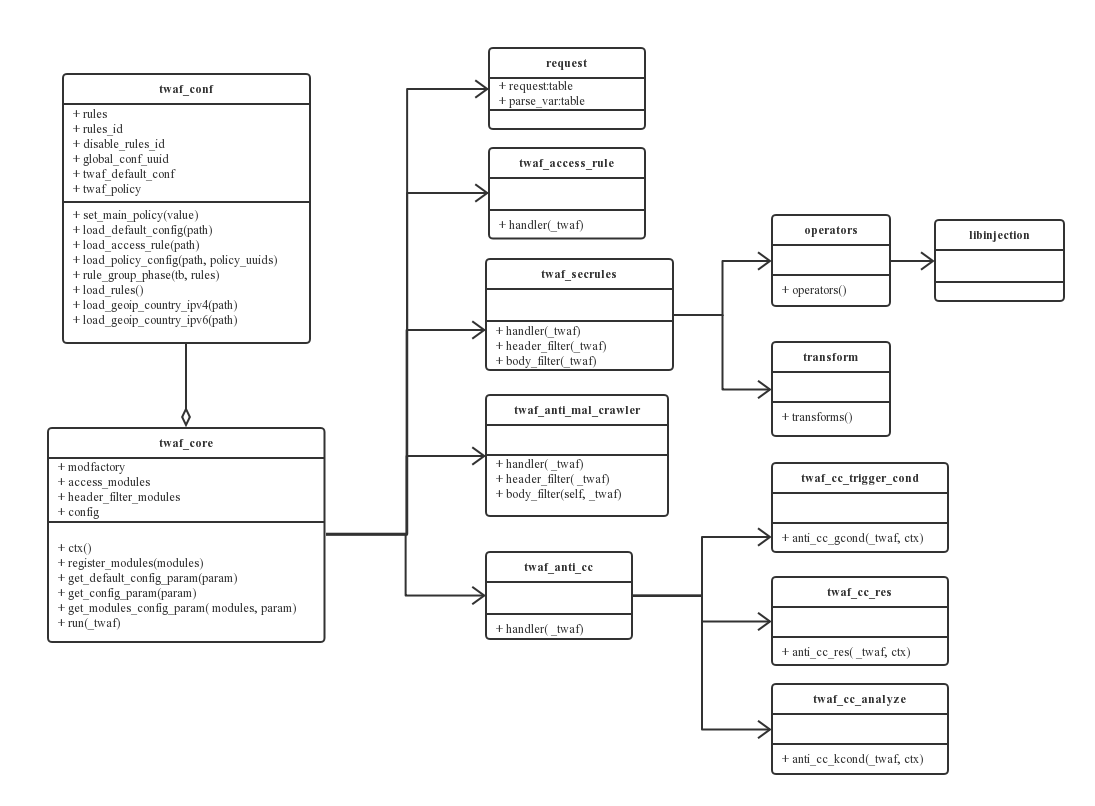 twaf_conf
+ rules
+ rules_id
+ disable_rules_id
+ global_conf_uuid
+ twaf_default_conf
+ twaf_policy
+ set_main_policy(value)
+ load_default_config(path)
+ load_access_rule(path)
+ load_policy_config(path, policy_uuids)
+ rule_group_phase(tb, rules)
+ load_rules()
+ load_geoip_country_ipv4(path)
+ load_geoip_country_ipv6(path)
twaf_core
+ modfactory
+ access_modules
+ header_filter_modules
+ config
+ ctx()
+ register_modules(modules)
+ get_default_config_param(param)
+ get_config_param(param)
+ get_modules_config_param( modules, param)
+ run(_twaf)
request
+ request:table
+ parse_var:table
twaf_access_rule
+ handler(_twaf)
twaf_secrules
+ handler(_twaf)
+ header_filter(_twaf)
+ body_filter(_twaf)
twaf_anti_mal_crawler
+ handler( _twaf)
+ header_filter( _twaf)
+ body_filter(self, _twaf)
twaf_anti_cc
+ handler( _twaf)
operators
+ operators()
libinjection
transform
+ transforms()
twaf_cc_trigger_cond
+ anti_cc_gcond(_twaf, ctx)
twaf_cc_res
+ anti_cc_res( _twaf, ctx)
twaf_cc_analyze
+ anti_cc_kcond(_twaf, ctx)